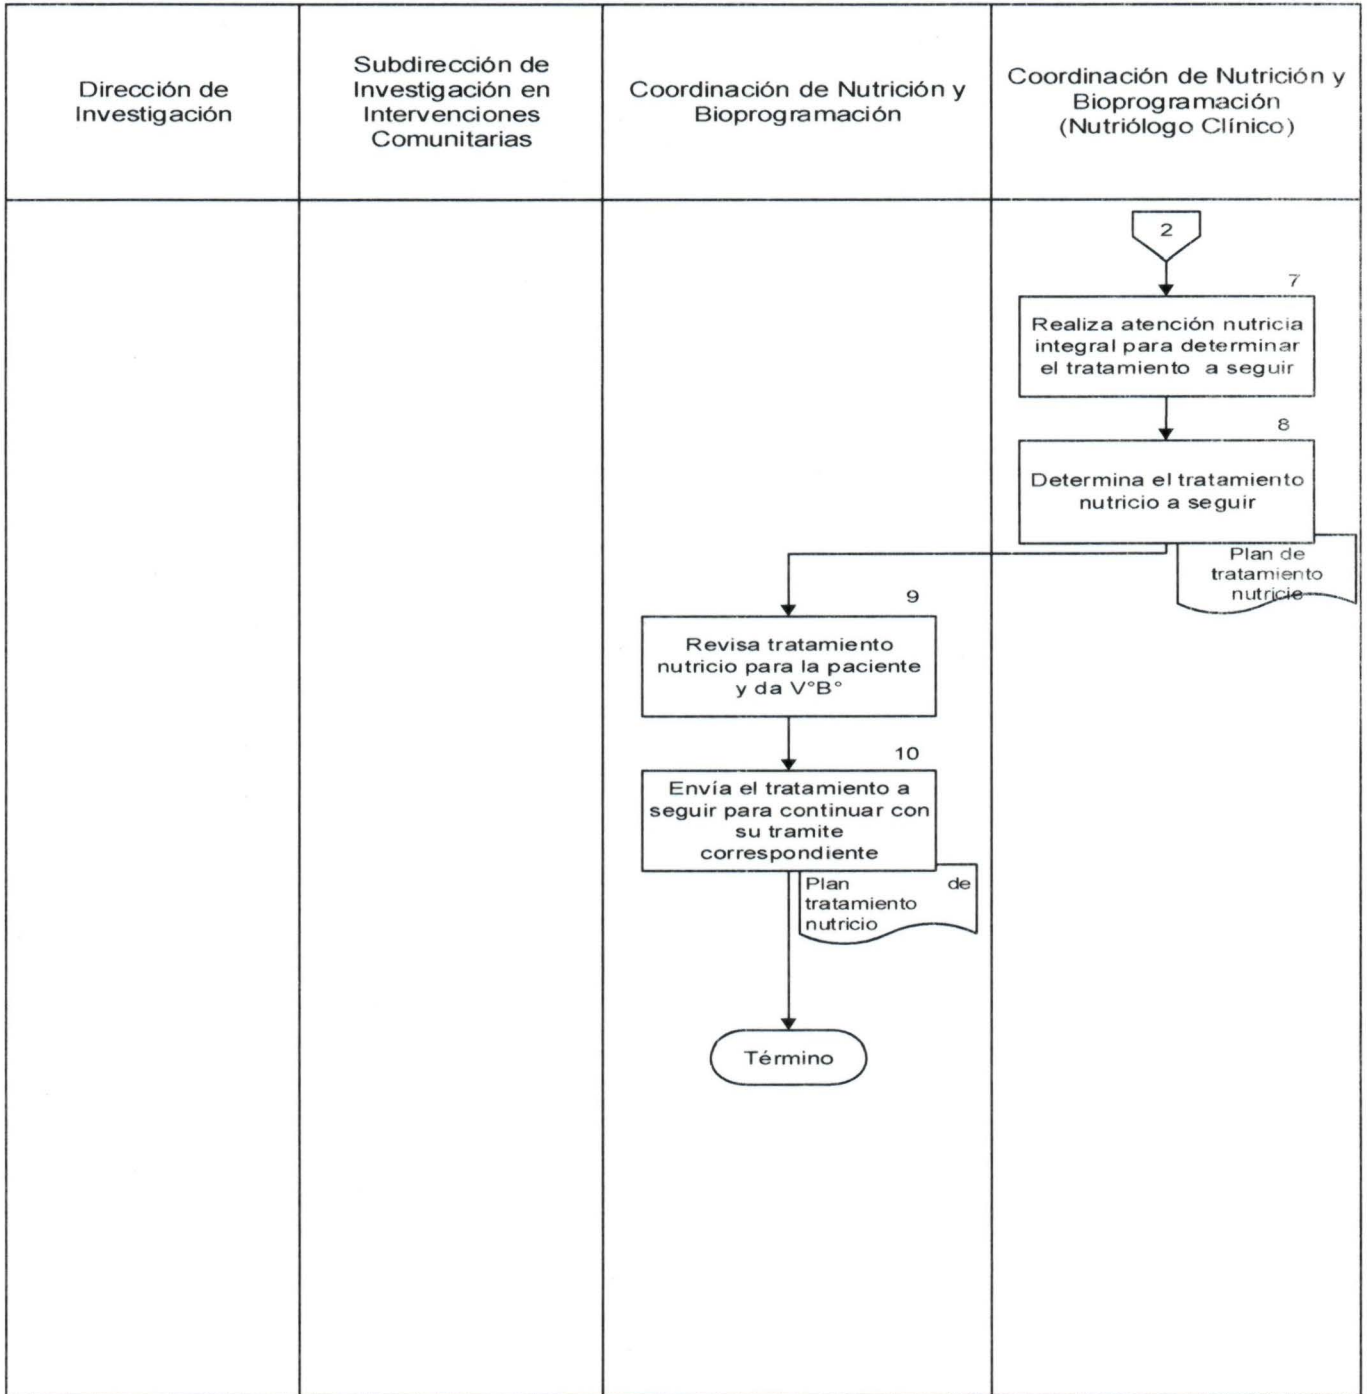 Dirección de
Investigación
Subdirección de
Investigación en
Intervenciones
Comunitarias
Coordinación de Nutrición y
Bioprogramación
Coordinación de Nutrición y
Bioprogramación
(Nutriólogo Clínico)
2
7
Realiza atención nutricia
integral para determinar
el tratamiento a seguir
8
Determina el tratamiento
nutricio a seguir
Plan de
tratamiento
nutricio
9
Revisa tratamiento
nutricio para la paciente
y da V°B°
10
Envía el tratamiento a
seguir para continuar con
su tramite
correspondiente
Plan de
tratamiento
nutricio
Término